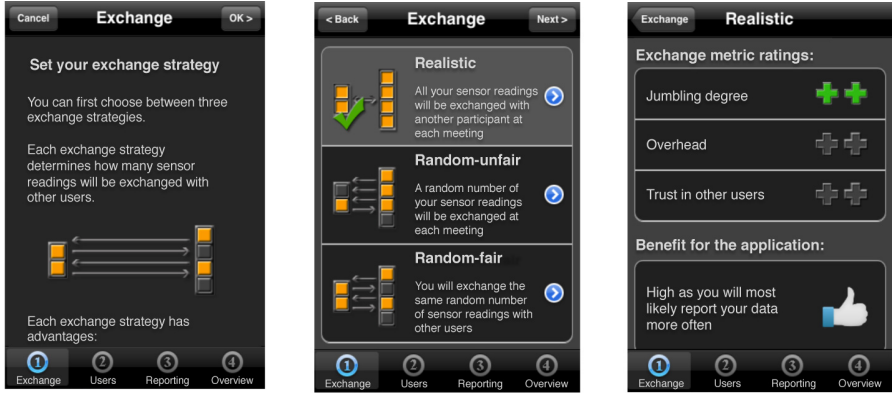 Cancel
Exchange
OK >
Set your exchange strategy
You can first choose between three
exchange strategies.
Each exchange strategy
determines how many sensor
readings will be exchanged with
other users.
Each exchange strategy has
advantages:
1
2
3
4
Exchange
Users
Reporting
Overview
< Back
Exchange
Next >
Realistic
All your sensor readings
will be exchanged with
another participant at
each meeting
Random-unfair
A random number of
your sensor readings
will be exchanged at
each meeting
Random-fair
You will exchange the
same random number
of sensor readings with
other users
1
2
3
4
Exchange
Users
Reporting
Overview
Exchange
Realistic
Exchange metric ratings:
Jumbling degree
Overhead
Trust in other users
Benefit for the application:
High as you will most
likely report your data
more often
1
2
3
4
Exchange
Users
Reporting
Overview